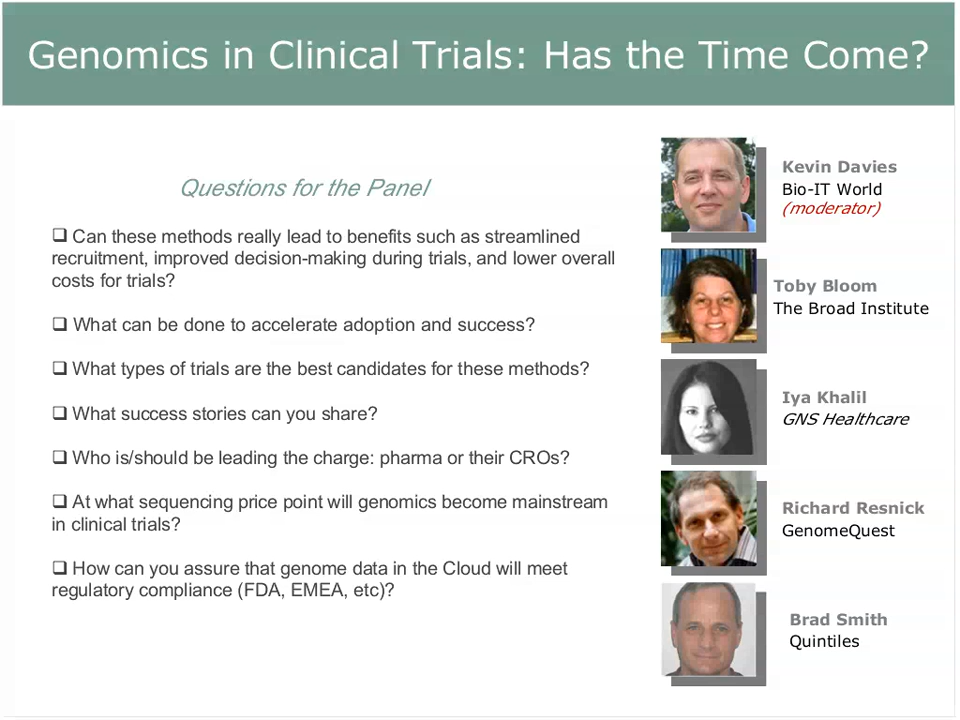 Genomics in Clinical Trials: Has the Time Come?
Questions for the Panel
Can these methods really lead to benefits such as streamlined
recruitment, improved decision-making during trials, and lower overall
costs for trials?
What can be done to accelerate adoption and success?
What types of trials are the best candidates for these methods?
What success stories can you share?
Who is/should be leading the charge: pharma or their CROs?
At what sequencing price point will genomics become mainstream
in clinical trials?
How can you assure that genome data in the Cloud will meet
regulatory compliance (FDA, EMEA, etc)?
Kevin Davies
Bio-IT World
(moderator)
Toby Bloom
The Broad Institute
Iya Khalil
GNS Healthcare
Richard Resnick
GenomeQuest
Brad Smith
Quintiles